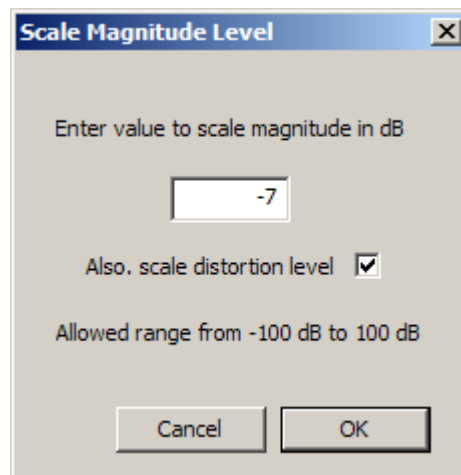 Scale Magnitude Level
Enter value to scale magnitude in dB
-7
Also. scale distortion level
Allowed range from -100 dB to 100 dB
Cancel OK